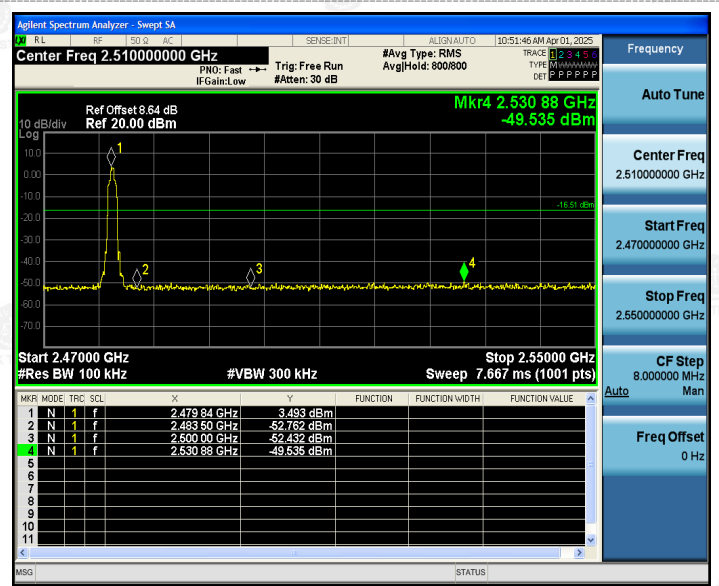 Agilent Spectrum Analyzer - Swept SA
RL RF 50 Ω AC SENSE:INT ALIGN AUTO 10:51:46 AM Apr 01, 2025
Center Freq 2.510000000 GHz
PNO: Fast
IFGain:Low
Trig: Free Run
#Atten: 30 dB
#Avg Type: RMS
Avg|Hold: 800/800
TRACE 1 2 3 4 5 6
TYPE M
DET P P P P P P
Ref Offset 8.64 dB
Ref 20.00 dBm
10 dB/div
Log
Mkr4 2.530 88 GHz
-49.535 dBm
10.0
0.00
-10.0
-20.0
-30.0
-40.0
-50.0
-60.0
-70.0
1
2
3
4
-16.51 dBm
Start 2.47000 GHz Stop 2.55000 GHz
#Res BW 100 kHz #VBW 300 kHz Sweep 7.667 ms (1001 pts)
MKR MODE TRC SCL X Y FUNCTION FUNCTION WIDTH FUNCTION VALUE
1 N 1 f 2.479 84 GHz 3.493 dBm
2 N 1 f 2.483 50 GHz -52.762 dBm
3 N 1 f 2.500 00 GHz -52.432 dBm
4 N 1 f 2.530 88 GHz -49.535 dBm
5
6
7
8
9
10
11
MSG STATUS
Frequency
Auto Tune
Center Freq
2.510000000 GHz
Start Freq
2.470000000 GHz
Stop Freq
2.550000000 GHz
CF Step
8.000000 MHz
Auto Man
Freq Offset
0 Hz